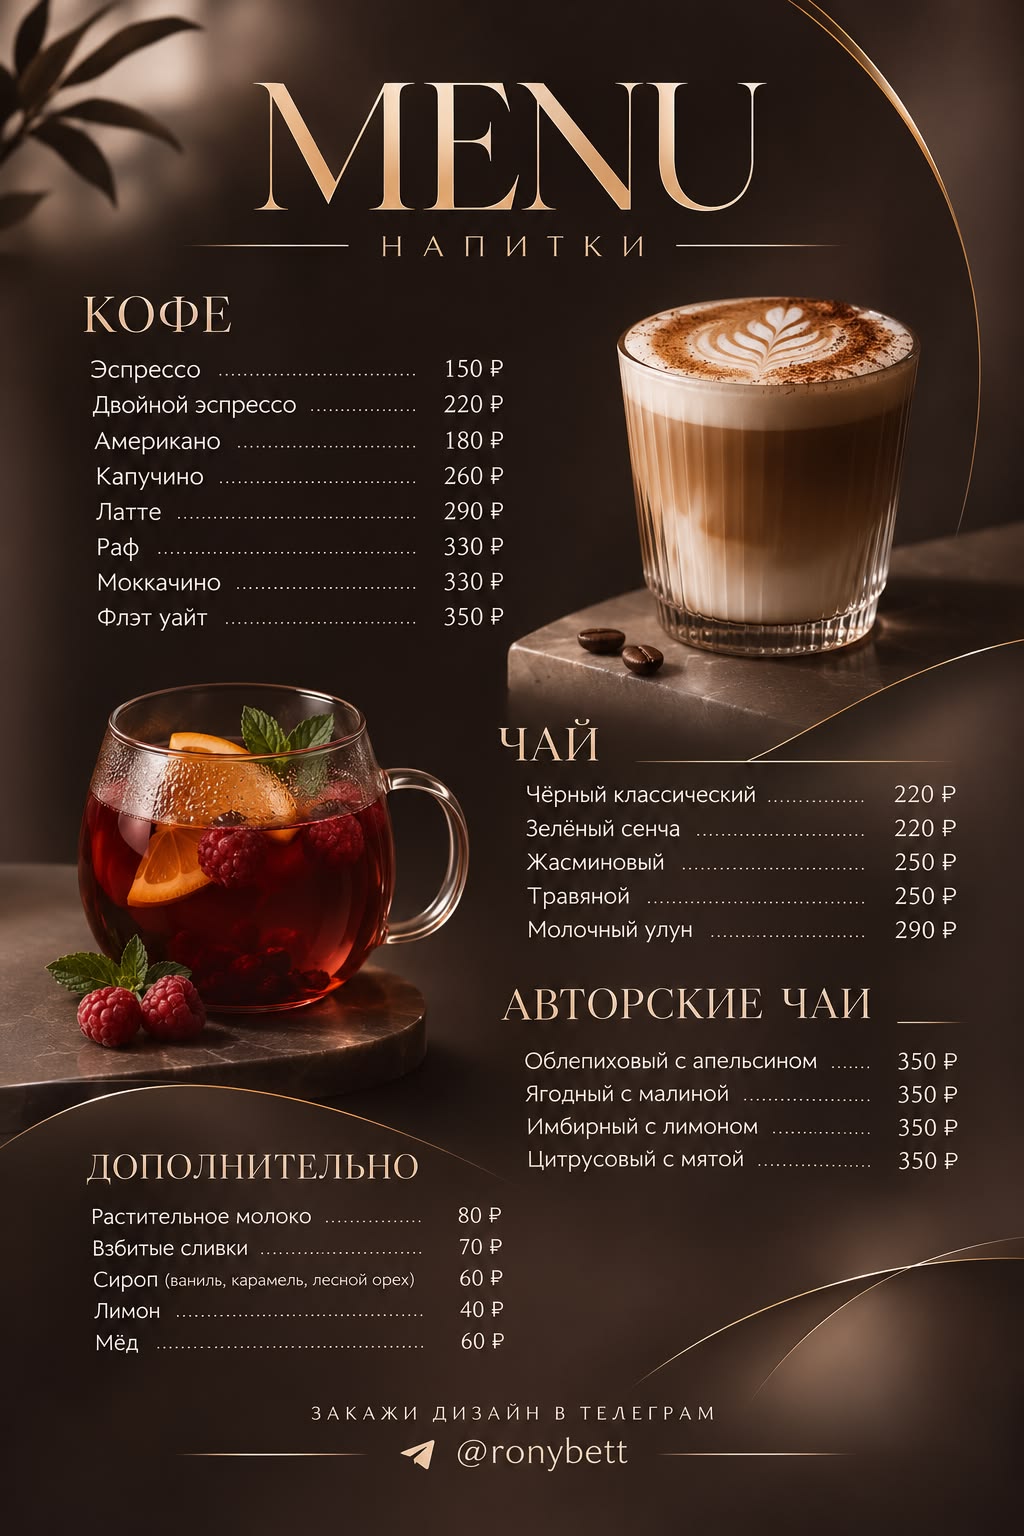 MENU
НАПИТКИ
КОФЕ
Эспрессо ........ 150 ₽
Двойной эспрессо ........ 220 ₽
Американо ........ 180 ₽
Капучино ........ 260 ₽
Латте ........ 290 ₽
Раф ........ 330 ₽
Моккачино ........ 330 ₽
Флэт уайт ........ 350 ₽
ЧАЙ
Чёрный классический ........ 220 ₽
Зелёный сенча ........ 220 ₽
Жасминовый ........ 250 ₽
Травяной ........ 250 ₽
Молочный улун ........ 290 ₽
АВТОРСКИЕ ЧАИ
Облепиховый с апельсином ........ 350 ₽
Ягодный с малиной ........ 350 ₽
Имбирный с лимоном ........ 350 ₽
Цитрусовый с мятой ........ 350 ₽
ДОПОЛНИТЕЛЬНО
Растительное молоко ........ 80 ₽
Взбитые сливки ........ 70 ₽
Сироп (ваниль, карамель, лесной орех) 60 ₽
Лимон ........ 40 ₽
Мёд ........ 60 ₽
ЗАКАЖИ ДИЗАЙН В ТЕЛЕГРАМ
@ronybett